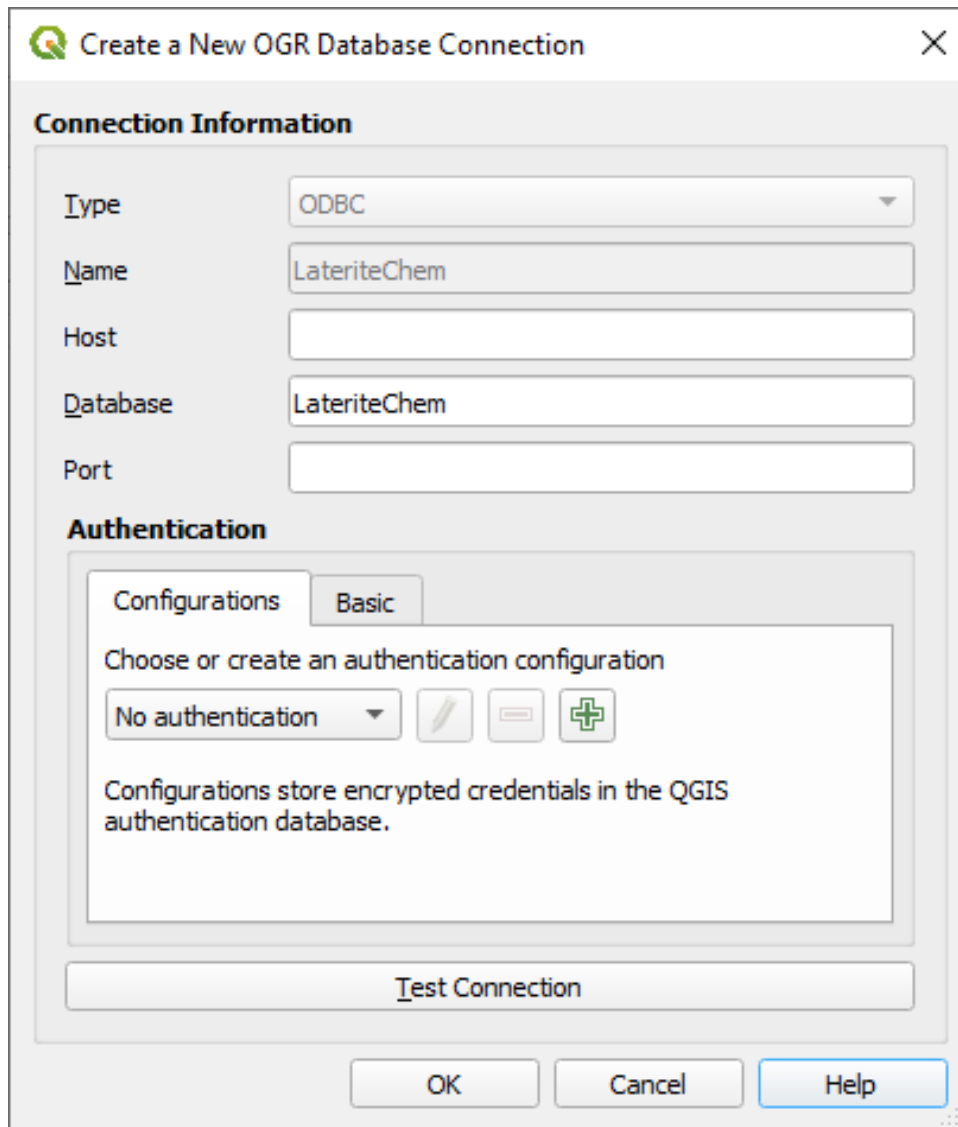 Create a New OGR Database Connection
Connection Information
Type
ODBC
Name
LateriteChem
Host
Database
LateriteChem
Port
Authentication
Configurations
Basic
Choose or create an authentication configuration
No authentication
Configurations store encrypted credentials in the QGIS
authentication database.
Test Connection
OK
Cancel
Help